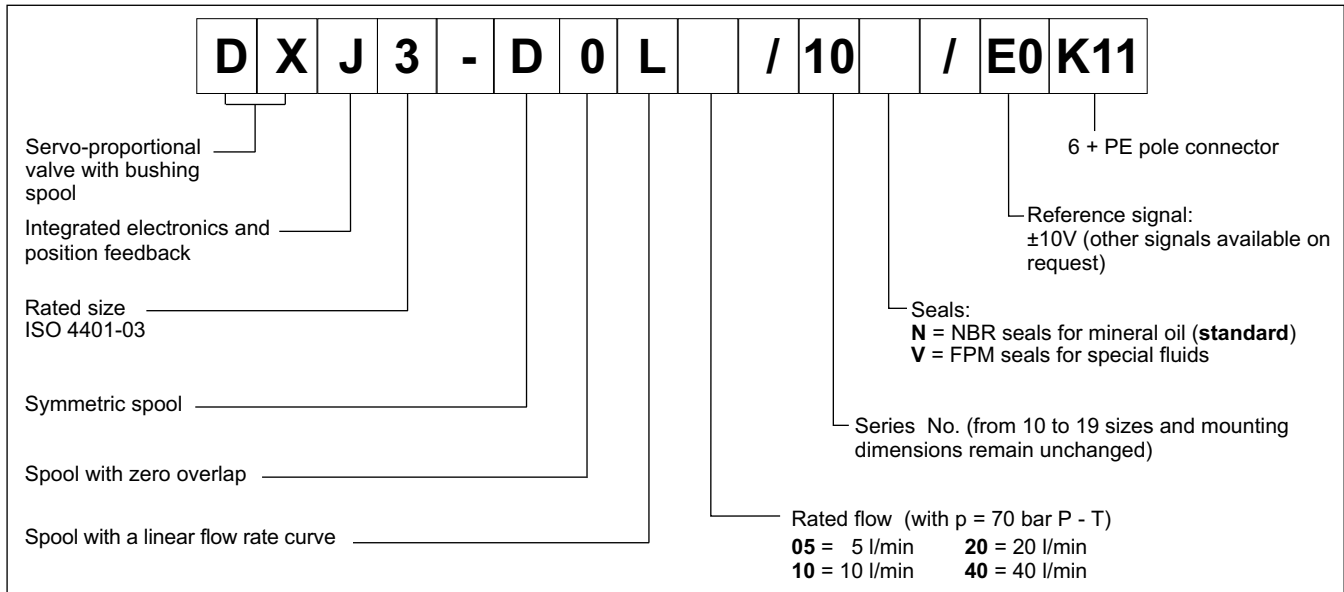 D X J 3 - D 0 L / 10 / E0 K11
Servo-proportional
valve with bushing
spool
Integrated electronics and
position feedback
Rated size
ISO 4401-03
Symmetric spool
Spool with zero overlap
Spool with a linear flow rate curve
6 + PE pole connector
Reference signal:
±10V (other signals available on
request)
Seals:
N = NBR seals for mineral oil (standard)
V = FPM seals for special fluids
Series No. (from 10 to 19 sizes and mounting
dimensions remain unchanged)
Rated flow (with p = 70 bar P - T)
05 = 5 l/min 20 = 20 l/min
10 = 10 l/min 40 = 40 l/min